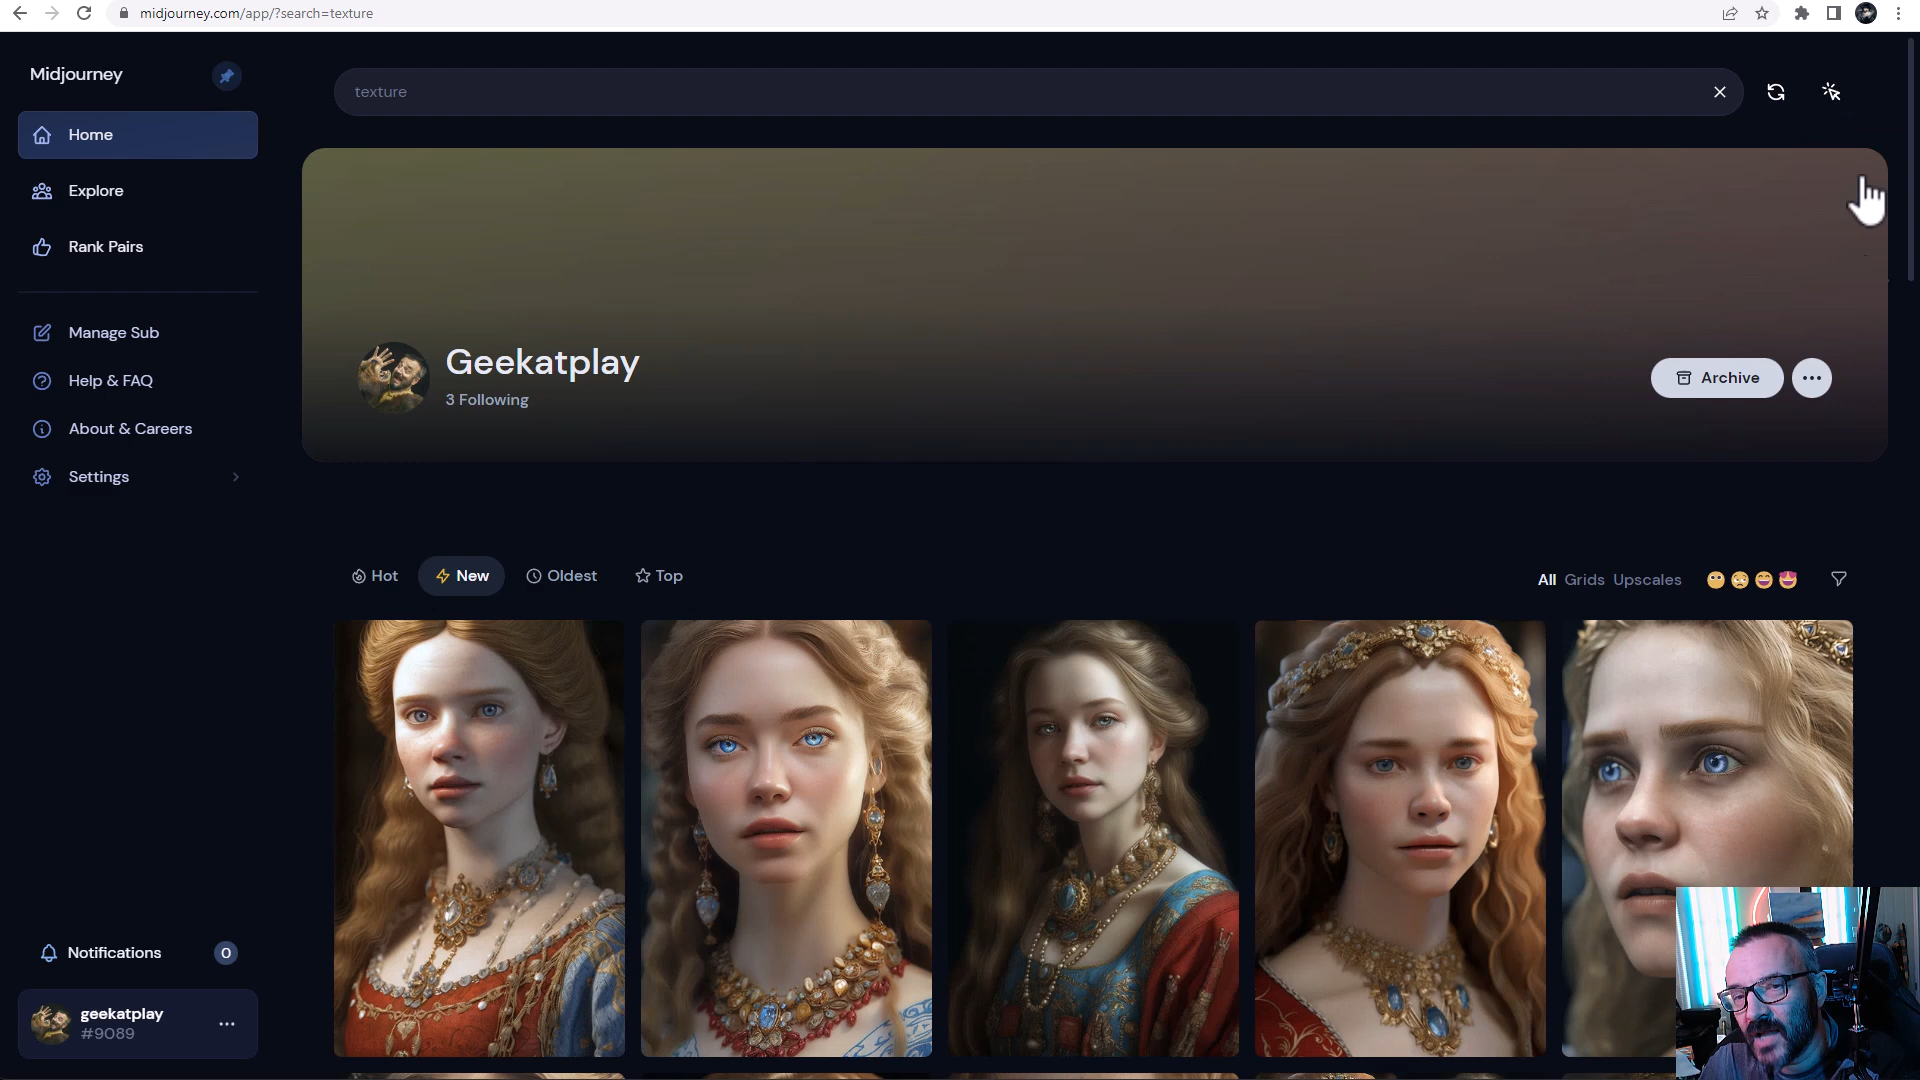 midjourney.com/app/?search=texture
Midjourney
texture
Home
Explore
Rank Pairs
Manage Sub
Help & FAQ
About & Careers
Settings
Geekatplay
3 Following
Archive
Hot
New
Oldest
Top
All Grids Upscales
Notifications
0
geekatplay
#9089